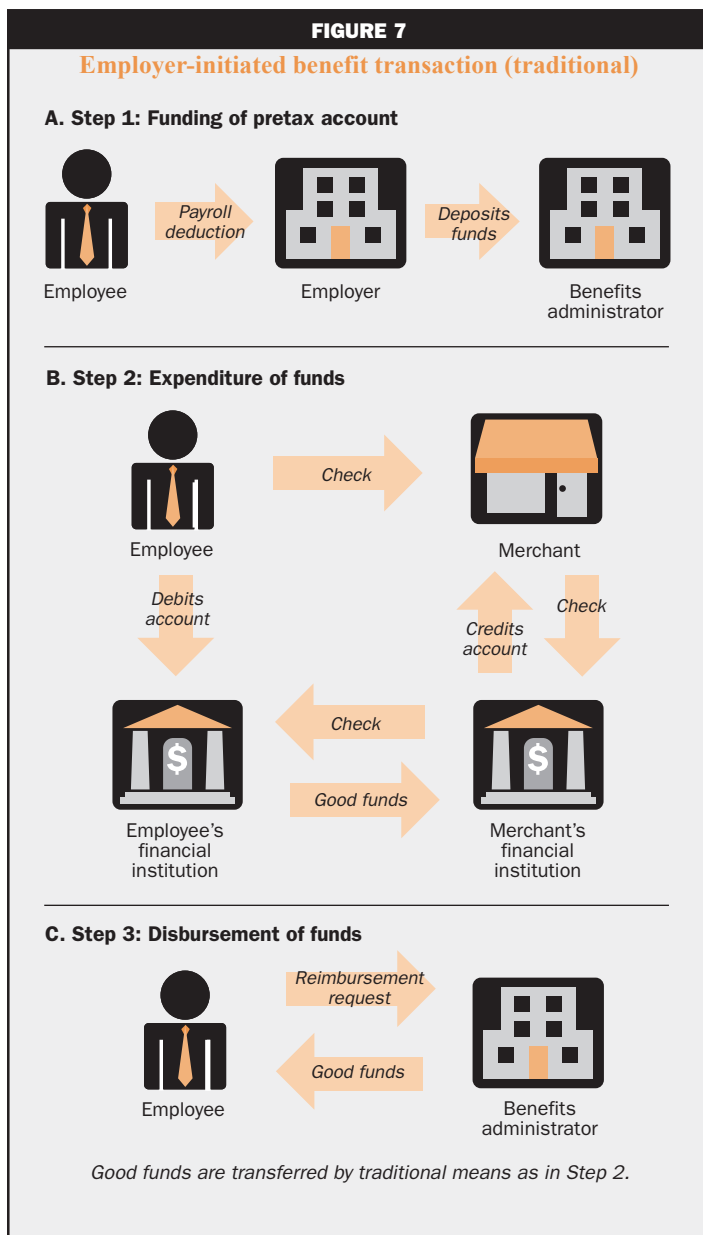 FIGURE 7
Employer-initiated benefit transaction (traditional)
A. Step 1: Funding of pretax account
Payroll
deduction
Deposits
funds
Employee
Employer
Benefits
administrator
B. Step 2: Expenditure of funds
Check
Employee
Merchant
Debits
account
Credits
account
Check
Check
$
$
Good funds
Employee’s
financial
institution
Merchant’s
financial
institution
C. Step 3: Disbursement of funds
Reimbursement
request
Good funds
Employee
Benefits
administrator
Good funds are transferred by traditional means as in Step 2.